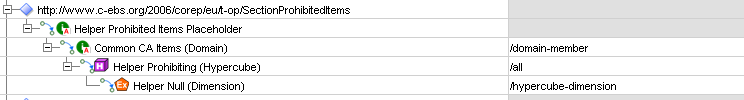 http://www.c-ebs.org/2006/corep/eu/t-op/SectionProhibitedItems
Helper Prohibited Items Placeholder
Common CA Items (Domain) /domain-member
Helper Prohibiting (Hypercube) /all
Helper Null (Dimension) /hypercube-dimension